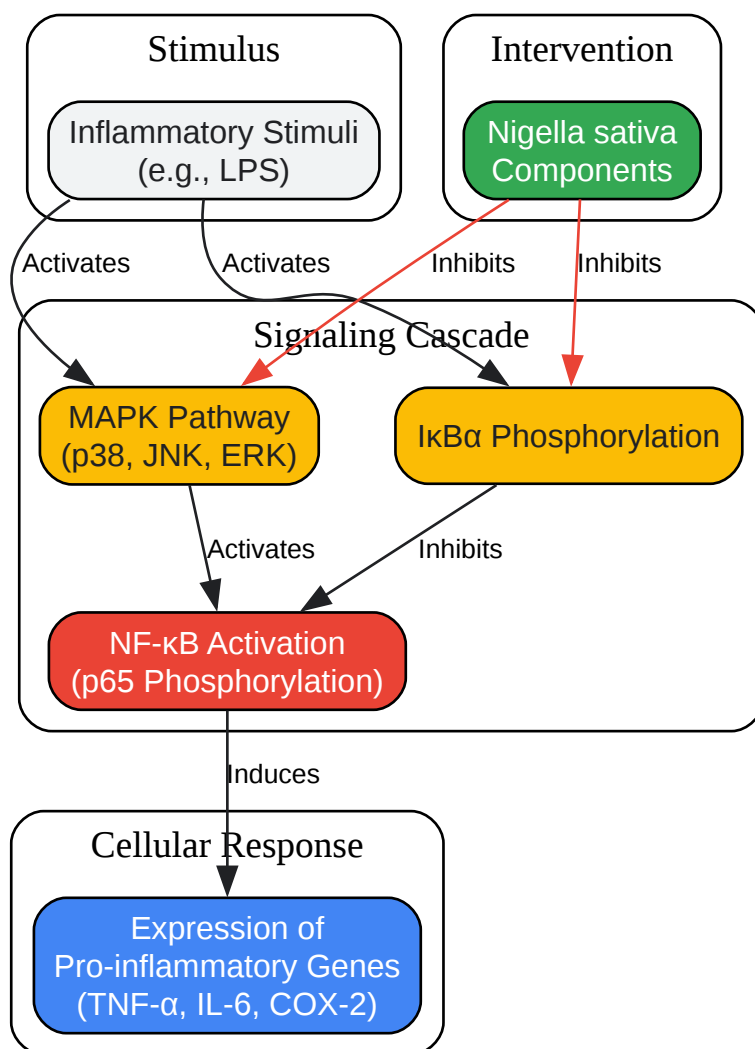 Stimulus
Intervention
Inflammatory Stimuli
(e.g., LPS)
Nigella sativa
Components
Activates
Activates
Inhibits
Inhibits
Signaling Cascade
MAPK Pathway
(p38, JNK, ERK)
IκBα Phosphorylation
Activates
Inhibits
NF-κB Activation
(p65 Phosphorylation)
Induces
Cellular Response
Expression of
Pro-inflammatory Genes
(TNF-α, IL-6, COX-2)